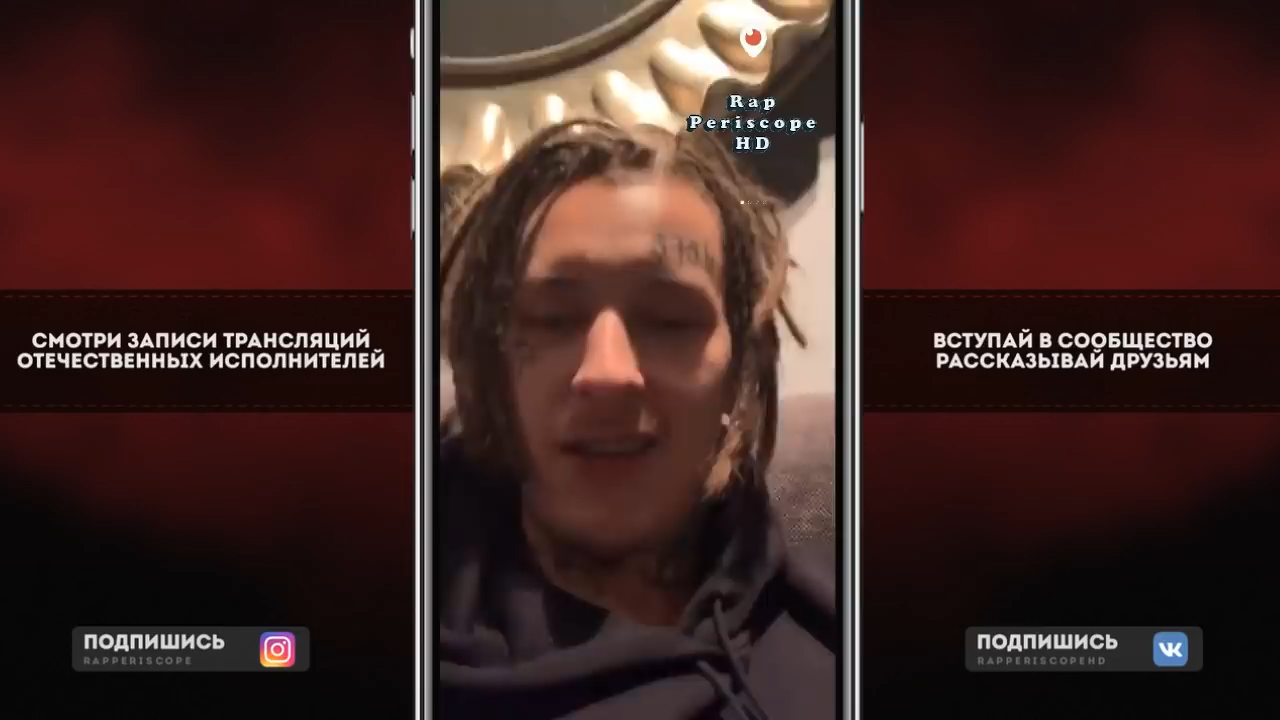 Rap
Periscope
HD
СМОТРИ ЗАПИСИ ТРАНСЛЯЦИЙ
ОТЕЧЕСТВЕННЫХ ИСПОЛНИТЕЛЕЙ
ВСТУПАЙ В СООБЩЕСТВО
РАССКАЗЫВАЙ ДРУЗЬЯМ
ПОДПИШИСЬ
RAPPERISCOPE
ПОДПИШИСЬ
RAPPERISCOPEHD